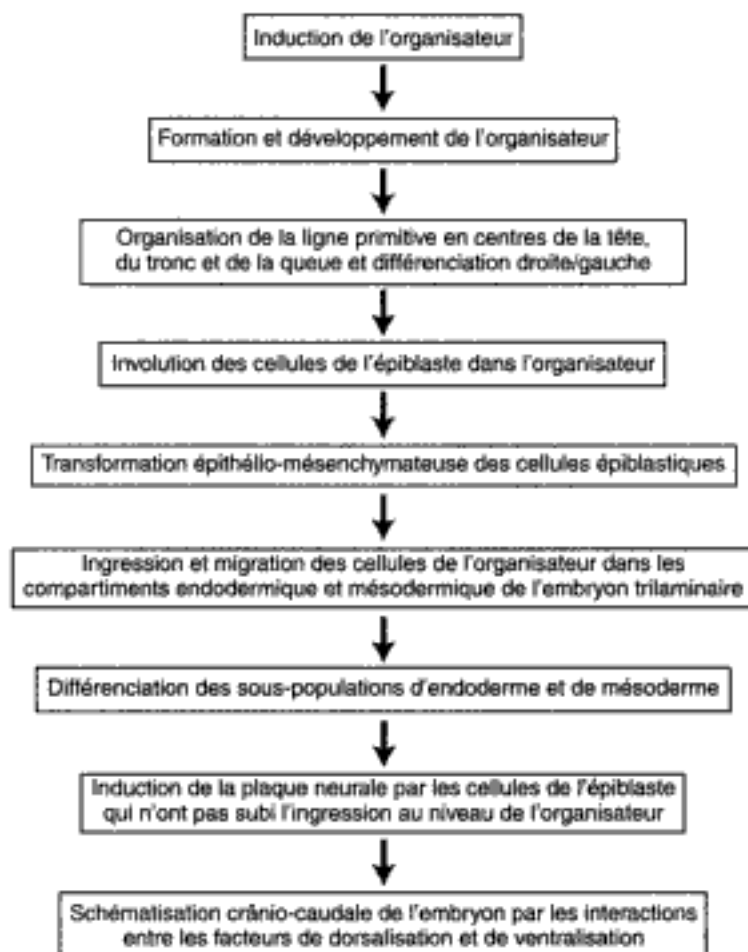 Induction de l'organisateur
Formation et développement de l'organisateur
Organisation de la ligne primitive en centres de la tête,
du tronc et de la queue et différenciation droite/gauche
Involution des cellules de l'épiblaste dans l'organisateur
Transformation épithélio-mésenchymateuse des cellules épiblastiques
Ingression et migration des cellules de l'organisateur dans les
compartiments endodermique et mésodermique de l'embryon trilaminaire
Différenciation des sous-populations d'endoderme et de mésoderme
Induction de la plaque neurale par les cellules de l'épiblaste
qui n'ont pas subi l'ingression au niveau de l'organisateur
Schématisation crânio-caudale de l'embryon par les interactions
entre les facteurs de dorsalisation et de ventralisation